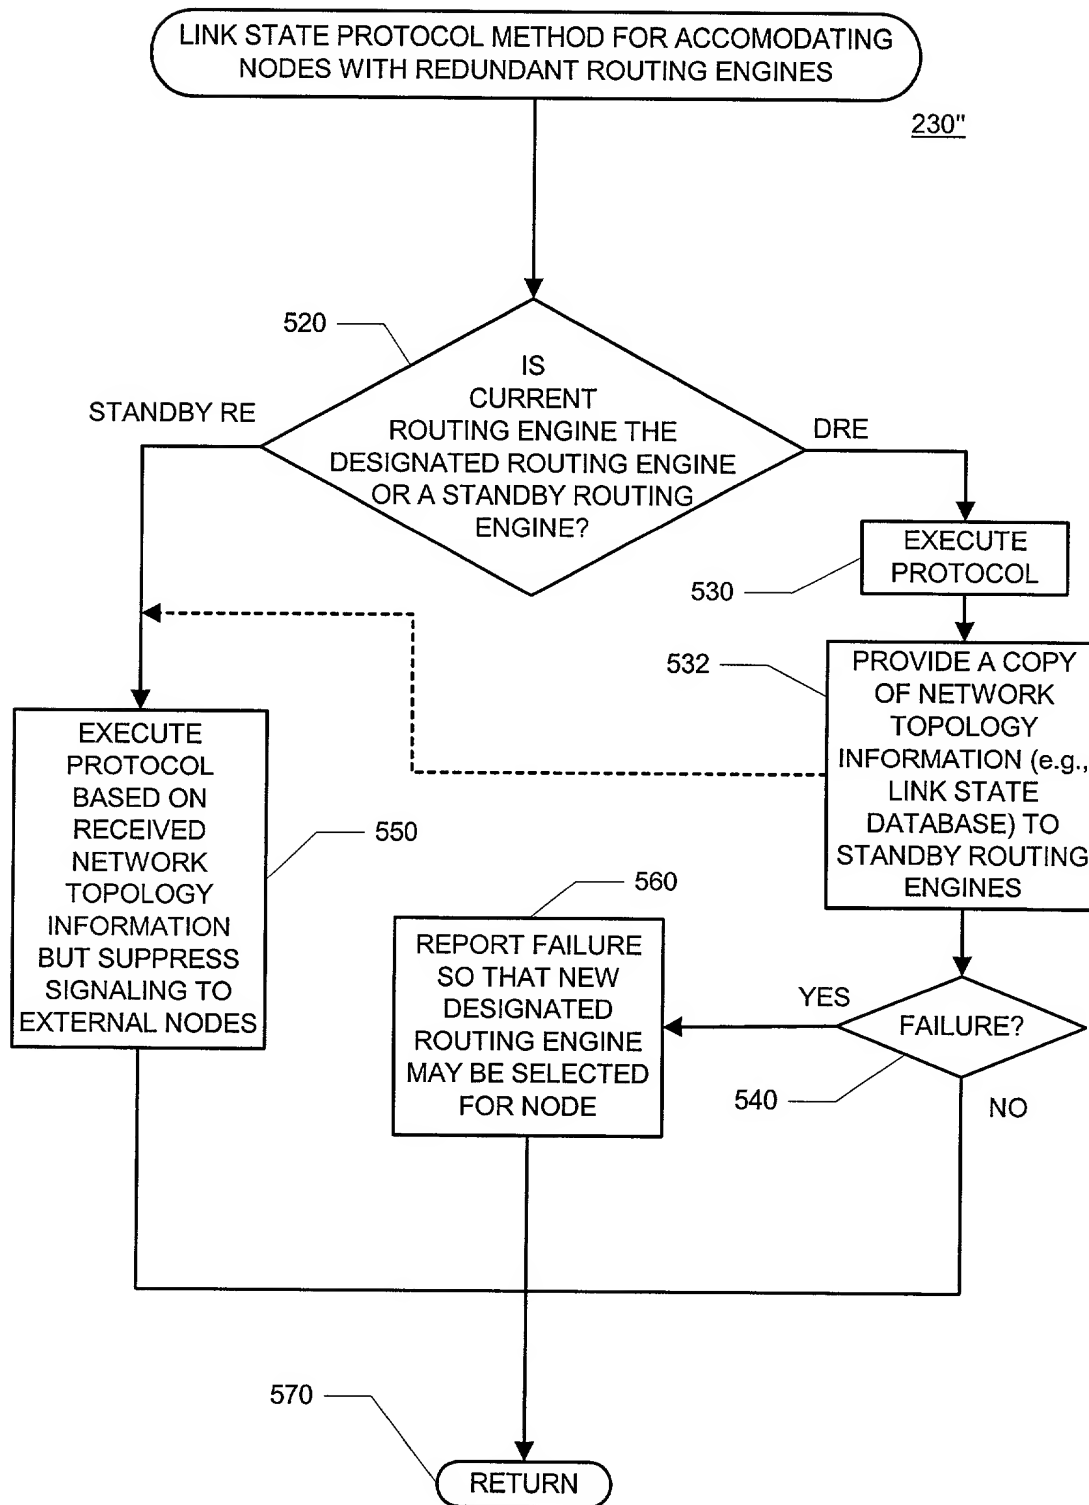 LINK STATE PROTOCOL METHOD FOR ACCOMODATING
NODES WITH REDUNDANT ROUTING ENGINES
230"
520
IS
CURRENT
ROUTING ENGINE THE
DESIGNATED ROUTING ENGINE
OR A STANDBY ROUTING
ENGINE?
STANDBY RE
DRE
EXECUTE
PROTOCOL
530
532
PROVIDE A COPY
OF NETWORK
TOPOLOGY
INFORMATION (e.g.,
LINK STATE
DATABASE) TO
STANDBY ROUTING
ENGINES
EXECUTE
PROTOCOL
BASED ON
RECEIVED
NETWORK
TOPOLOGY
INFORMATION
BUT SUPPRESS
SIGNALING TO
EXTERNAL NODES
550
560
REPORT FAILURE
SO THAT NEW
DESIGNATED
ROUTING ENGINE
MAY BE SELECTED
FOR NODE
YES
FAILURE?
540
NO
570
RETURN